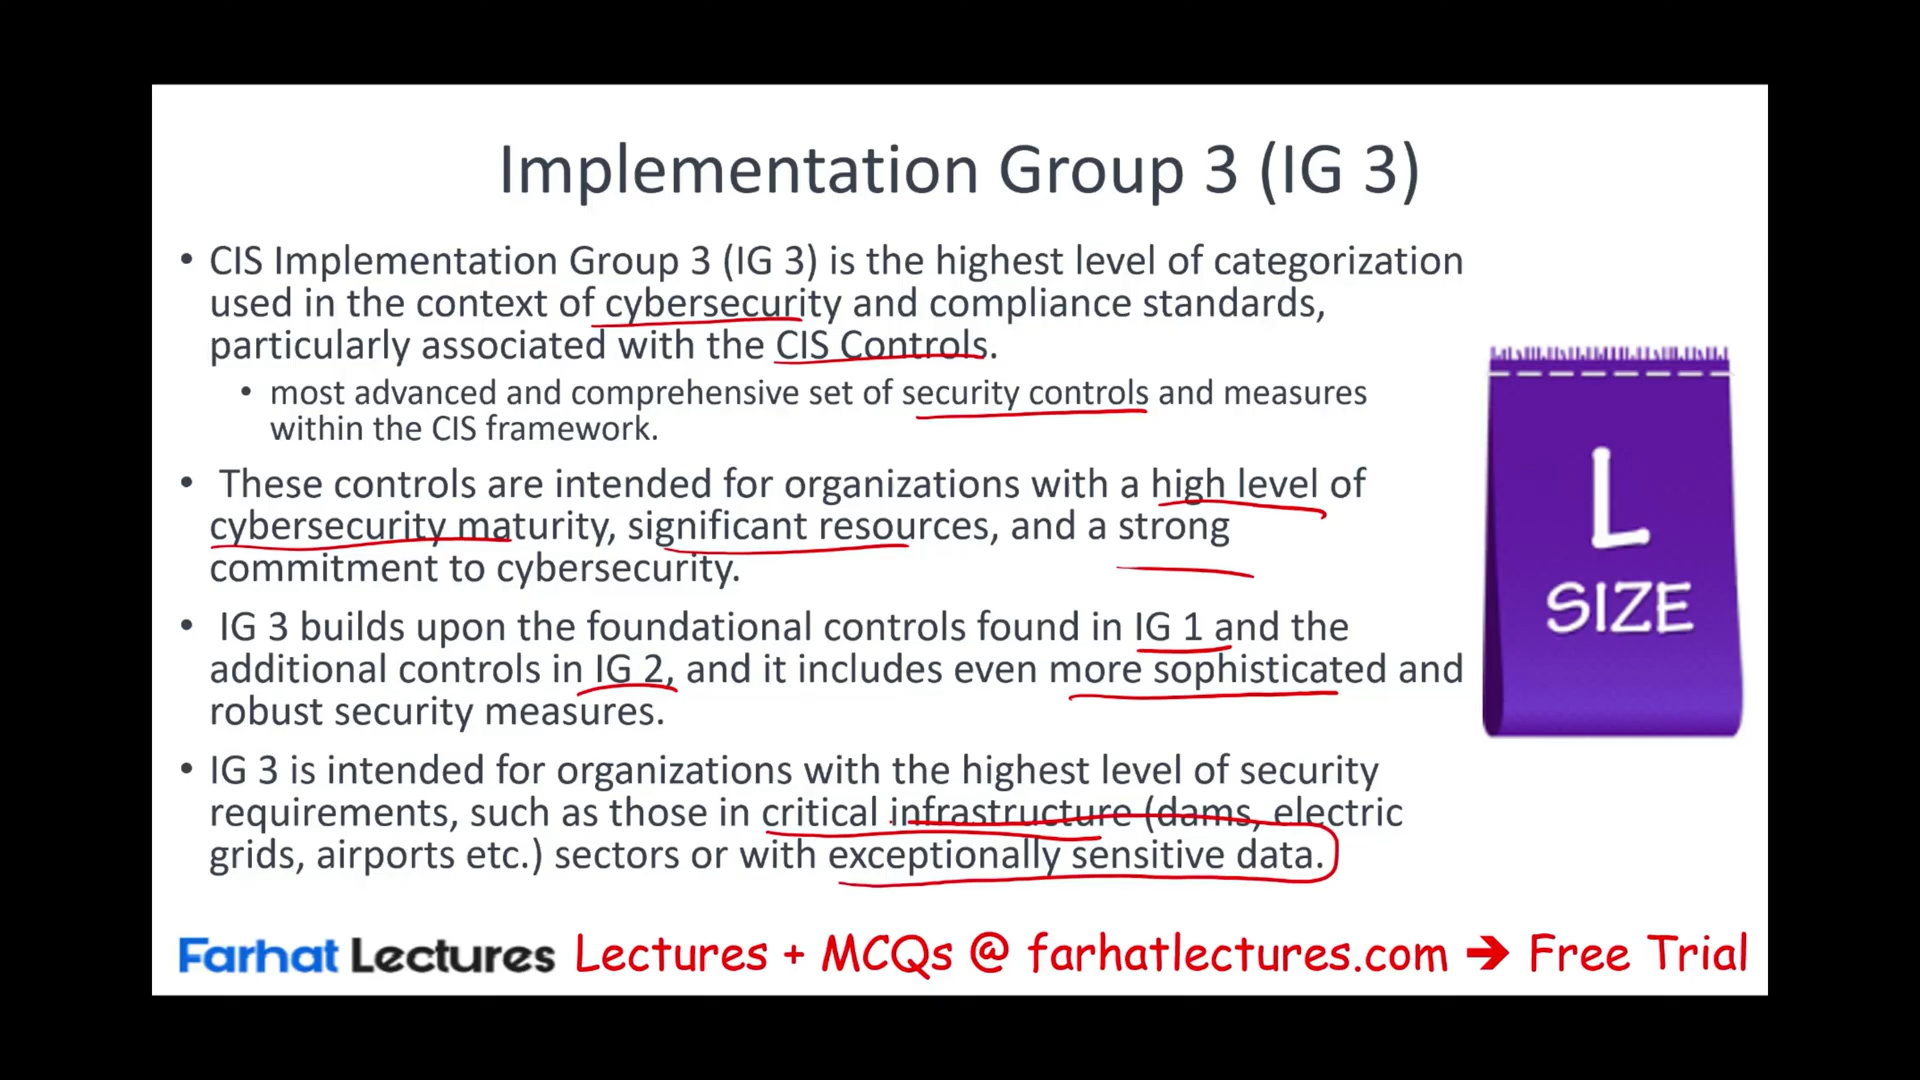 Implementation Group 3 (IG 3)
• CIS Implementation Group 3 (IG 3) is the highest level of categorization
used in the context of cybersecurity and compliance standards,
particularly associated with the CIS Controls.
• most advanced and comprehensive set of security controls and measures
within the CIS framework.
• These controls are intended for organizations with a high level of
cybersecurity maturity, significant resources, and a strong
commitment to cybersecurity.
• IG 3 builds upon the foundational controls found in IG 1 and the
additional controls in IG 2, and it includes even more sophisticated and
robust security measures.
• IG 3 is intended for organizations with the highest level of security
requirements, such as those in critical infrastructure (dams, electric
grids, airports etc.) sectors or with exceptionally sensitive data.
L
SIZE
Farhat Lectures Lectures + MCQs @ farhatlectures.com ➔ Free Trial